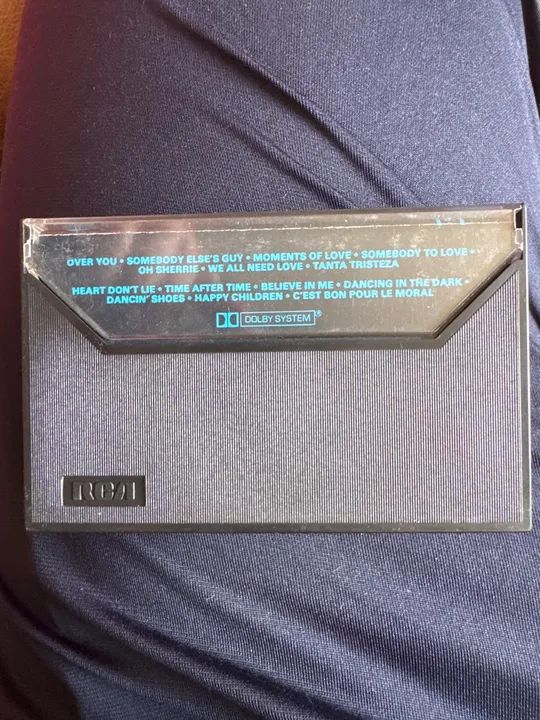 OVER YOU • SOMEBODY ELSE'S GUY • MOMENTS OF LOVE • SOMEBODY TO LOVE •
OH SHERRIE • WE ALL NEED LOVE • TANTA TRISTEZA
HEART DON'T LIE • TIME AFTER TIME • BELIEVE IN ME • DANCING IN THE DARK •
DANCIN' SHOES • HAPPY CHILDREN • C'EST BON POUR LE MORAL
DOLBY SYSTEM®
RCA